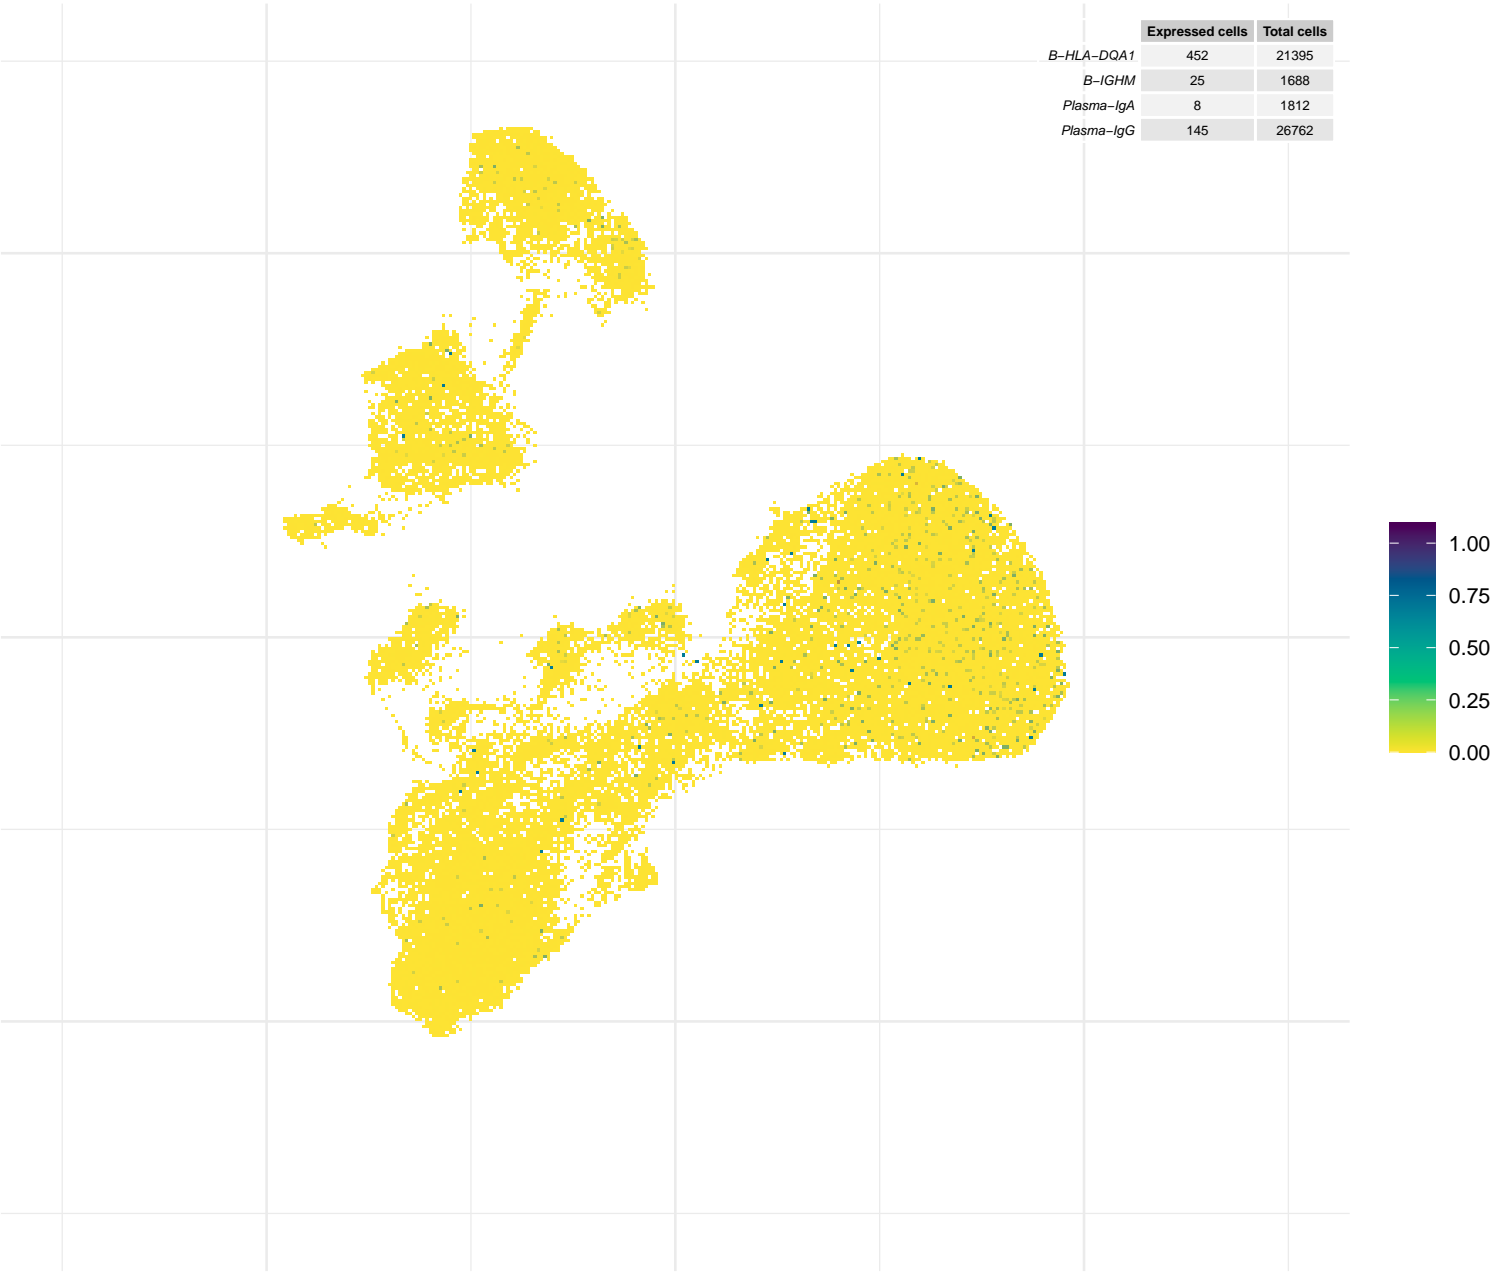 Expressed cells Total cells
B−HLA−DQA1 452 21395
B−IGHM 25 1688
Plasma−IgA 8 1812
Plasma−IgG 145 26762
1.00
0.75
0.50
0.25
0.00